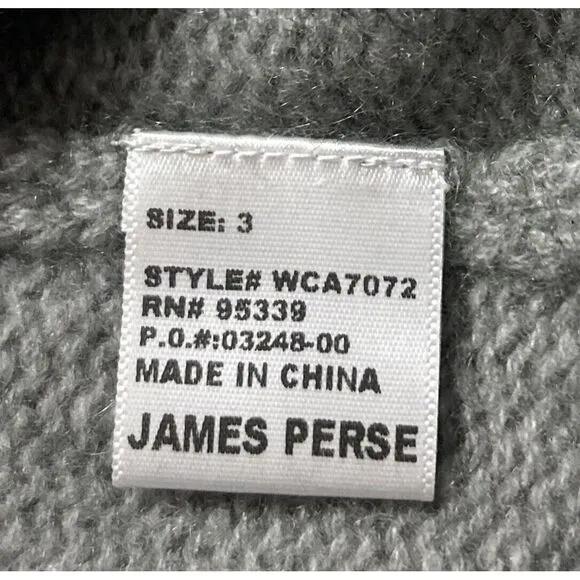 SIZE: 3
STYLE# WCA7072
RN# 95339
P.O.#:03248-00
MADE IN CHINA
JAMES PERSE